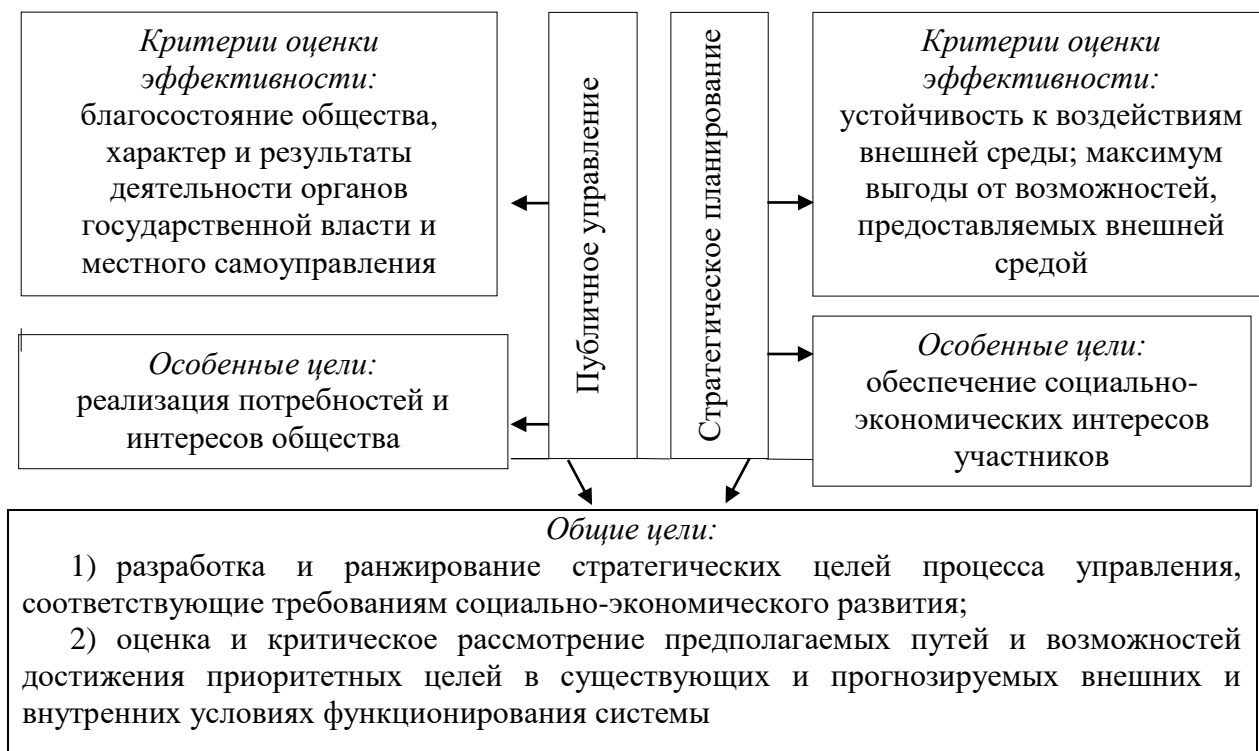 Критерии оценки
эффективности:
благосостояние общества,
характер и результаты
деятельности органов
государственной власти и
местного самоуправления
Особенные цели:
реализация потребностей и
интересов общества
Публичное управление
Стратегическое планирование
Критерии оценки
эффективности:
устойчивость к воздействиям
внешней среды; максимум
выгоды от возможностей,
предоставляемых внешней
средой
Особенные цели:
обеспечение социально-
экономических интересов
участников
Общие цели:
1) разработка и ранжирование стратегических целей процесса управления,
соответствующие требованиям социально-экономического развития;
2) оценка и критическое рассмотрение предполагаемых путей и возможностей
достижения приоритетных целей в существующих и прогнозируемых внешних и
внутренних условиях функционирования системы